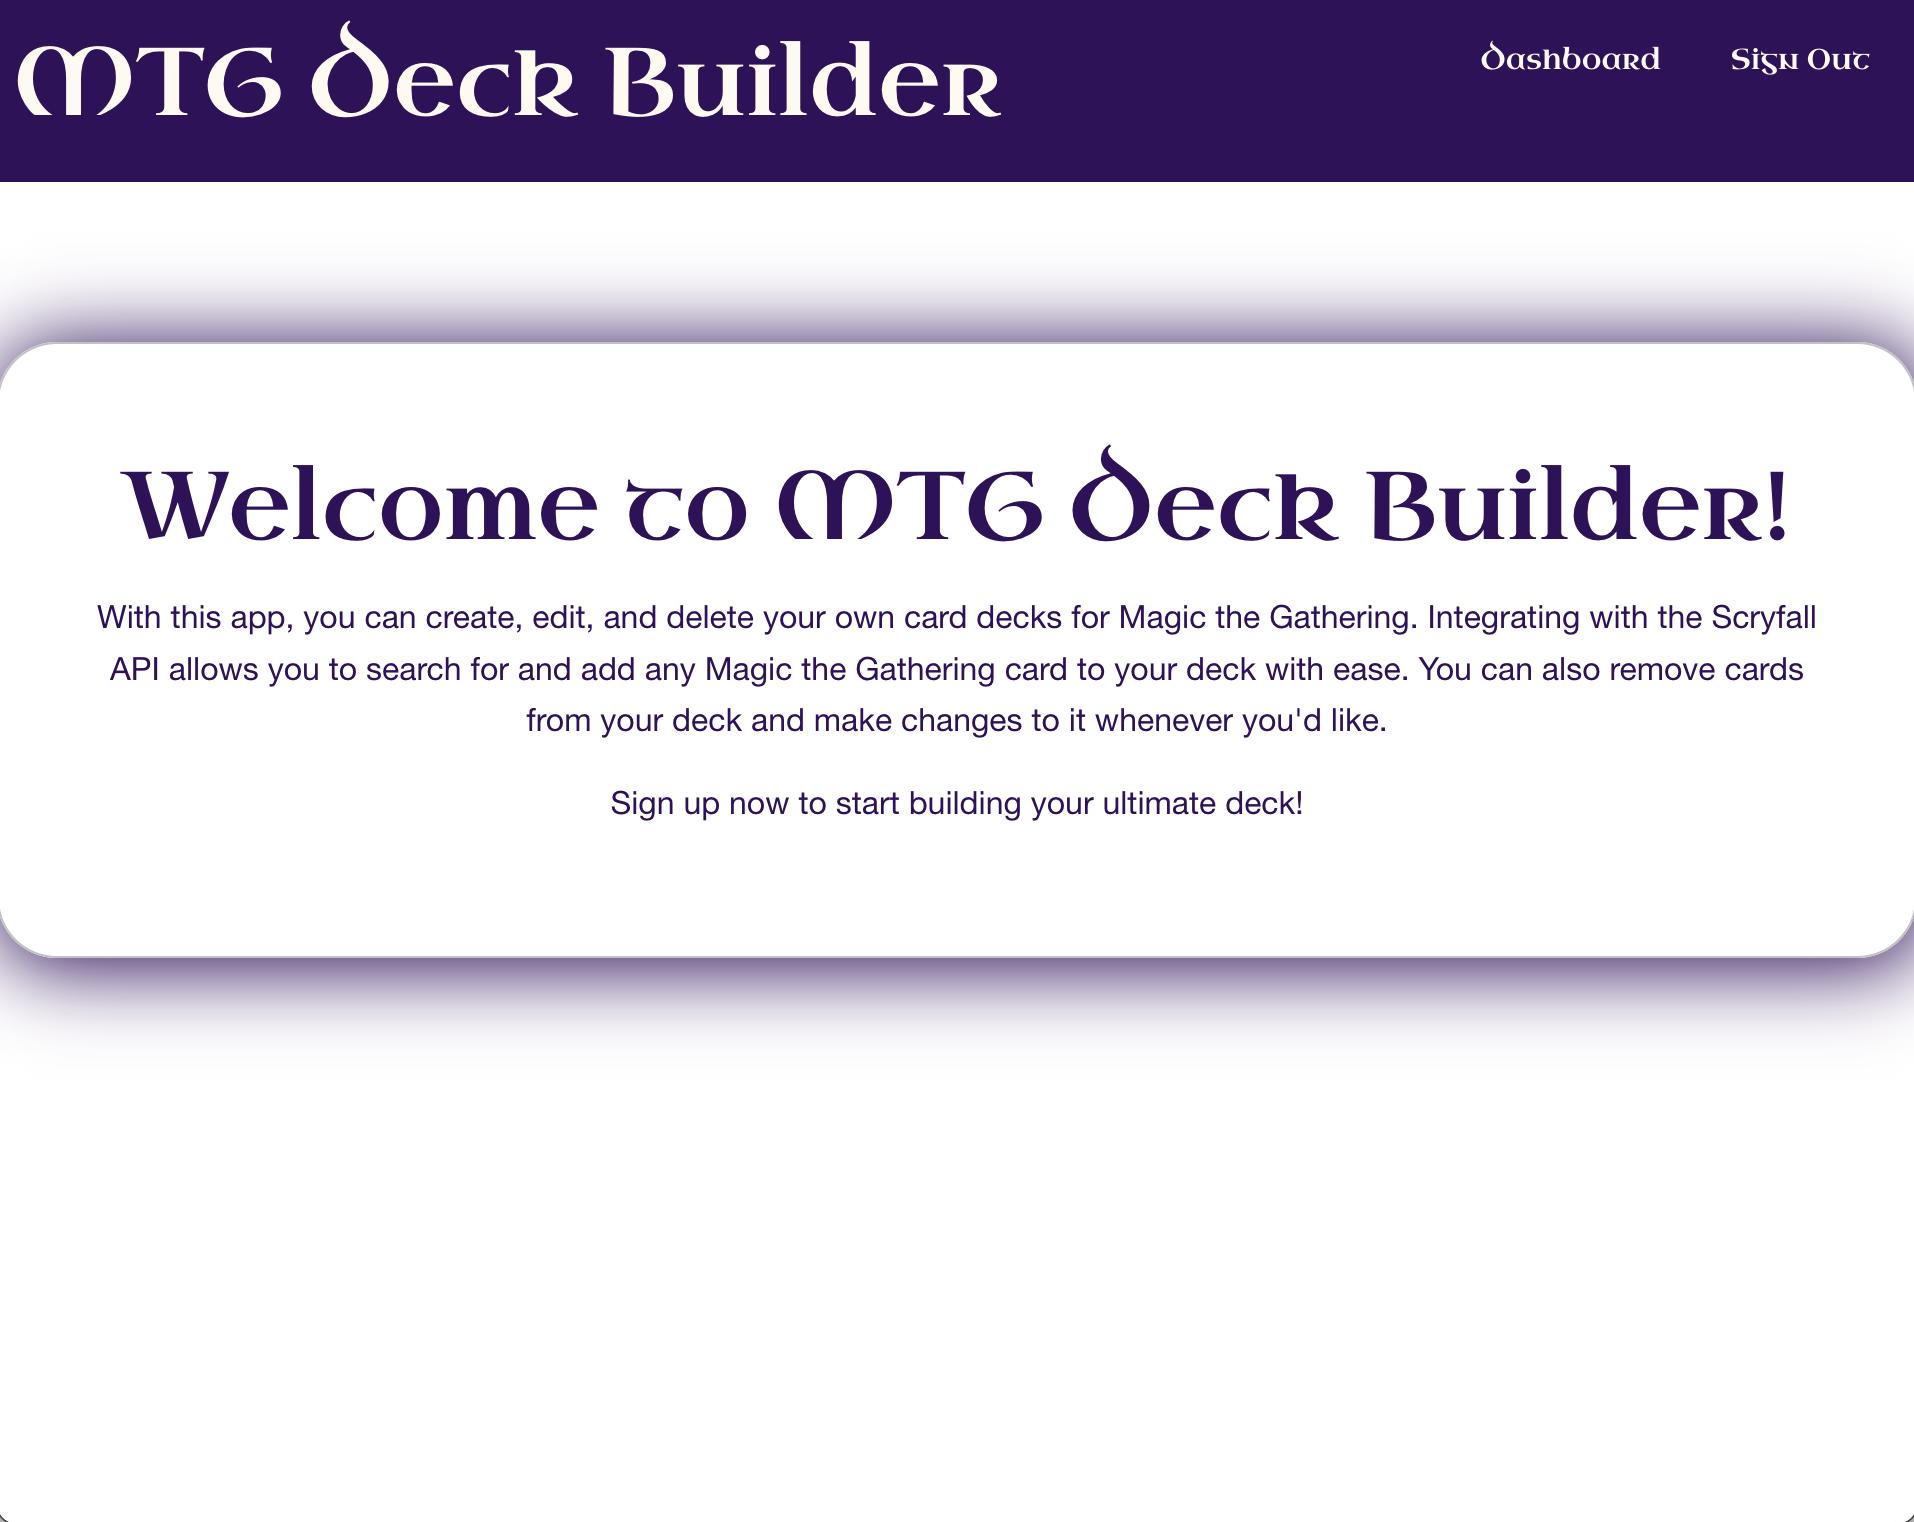 MTG Deck Builder
Dashboard
Sign Out
Welcome to MTG Deck Builder!
With this app, you can create, edit, and delete your own card decks for Magic the Gathering. Integrating with the Scryfall
API allows you to search for and add any Magic the Gathering card to your deck with ease. You can also remove cards
from your deck and make changes to it whenever you'd like.
Sign up now to start building your ultimate deck!